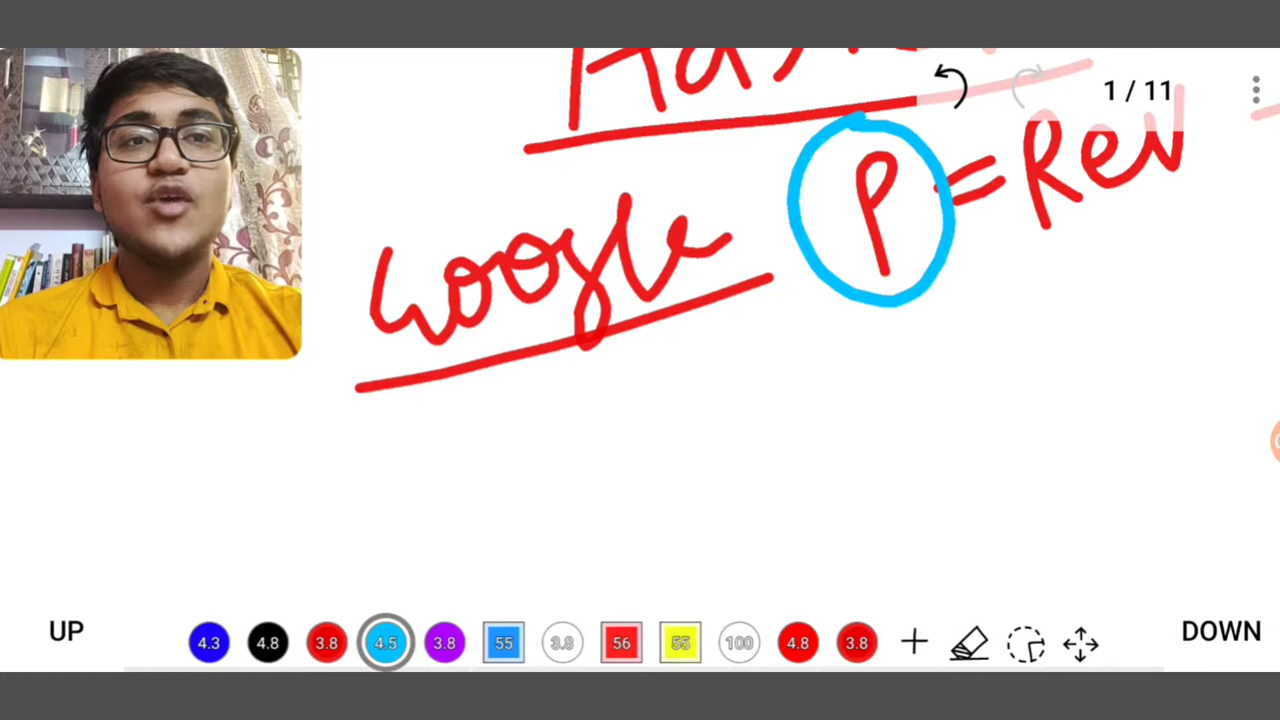 1 / 11
P = Rev
Google
UP
4.3 4.8 3.8 4.5 3.8 55 3.8 56 55 100 4.8 3.8
DOWN